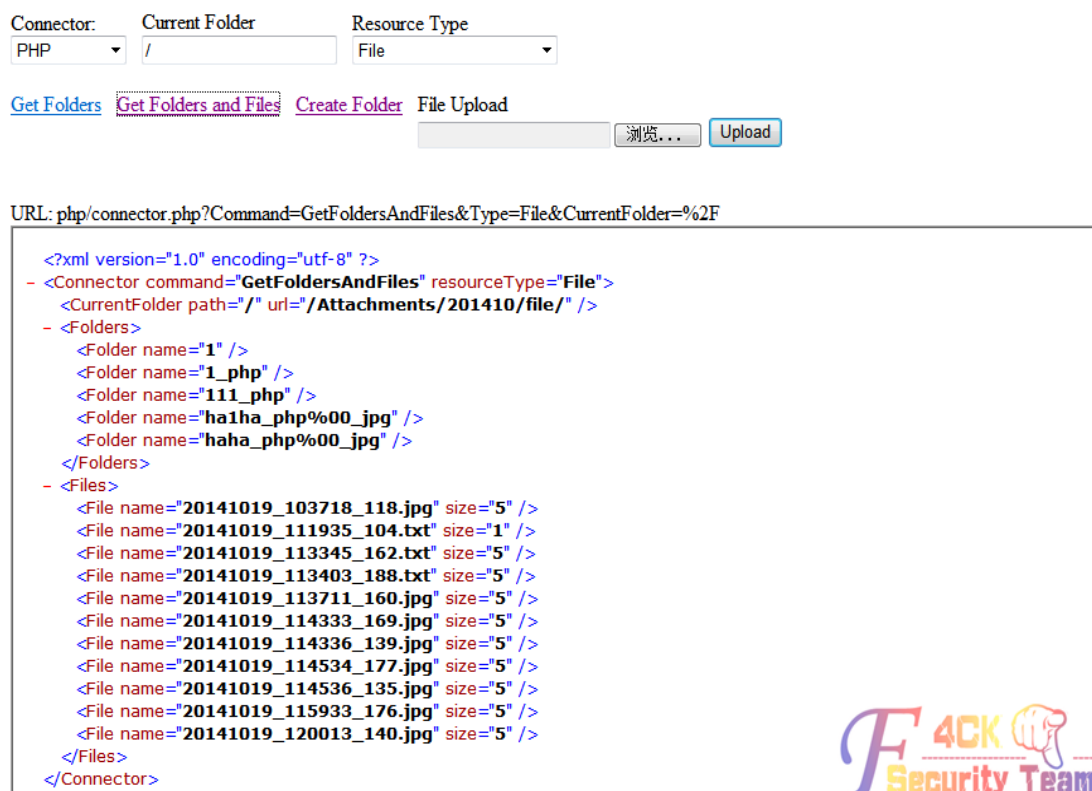 Connector: Current Folder Resource Type
PHP / File
Get Folders Get Folders and Files Create Folder File Upload
浏览... Upload
URL: php/connector.php?Command=GetFoldersAndFiles&Type=File&CurrentFolder=%2F
<?xml version="1.0" encoding="utf-8" ?>
- <Connector command="GetFoldersAndFiles" resourceType="File">
<CurrentFolder path="/" url="/Attachments/201410/file/" />
- <Folders>
<Folder name="1" />
<Folder name="1_php" />
<Folder name="111_php" />
<Folder name="ha1ha_php%00_jpg" />
<Folder name="haha_php%00_jpg" />
</Folders>
- <Files>
<File name="20141019_103718_118.jpg" size="5" />
<File name="20141019_111935_104.txt" size="1" />
<File name="20141019_113345_162.txt" size="5" />
<File name="20141019_113403_188.txt" size="5" />
<File name="20141019_113711_160.jpg" size="5" />
<File name="20141019_114333_169.jpg" size="5" />
<File name="20141019_114336_139.jpg" size="5" />
<File name="20141019_114534_177.jpg" size="5" />
<File name="20141019_114536_135.jpg" size="5" />
<File name="20141019_115933_176.jpg" size="5" />
<File name="20141019_120013_140.jpg" size="5" />
</Files>
</Connector>
F4CK
Security Team